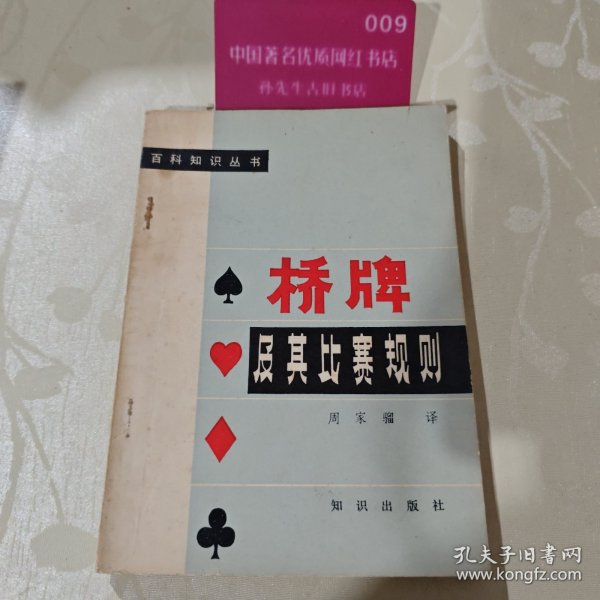 009
中国著名优质网红书店
孙先生古旧书店
百科知识丛书
桥牌
及其比赛规则
周家骝 译
知识出版社
孔夫子旧书网
www.kongfz.com